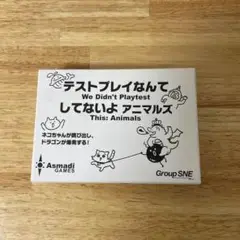 テストプレイなんて
We Didn't Playtest
してないよ アニマルズ
This: Animals
ネコちゃんが飛び出し、
ドラゴンが爆発する！
Asmadi
GAMES
Group SNE